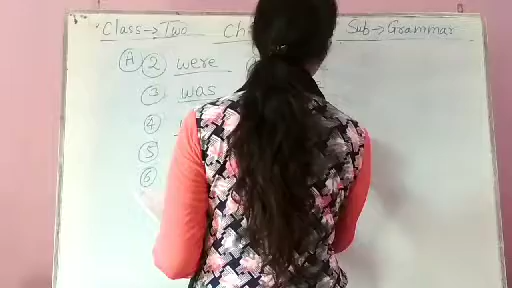 Class→Two Ch Sub→Grammar
(A) (2) were
(3) was
(4)
(5)
(6)